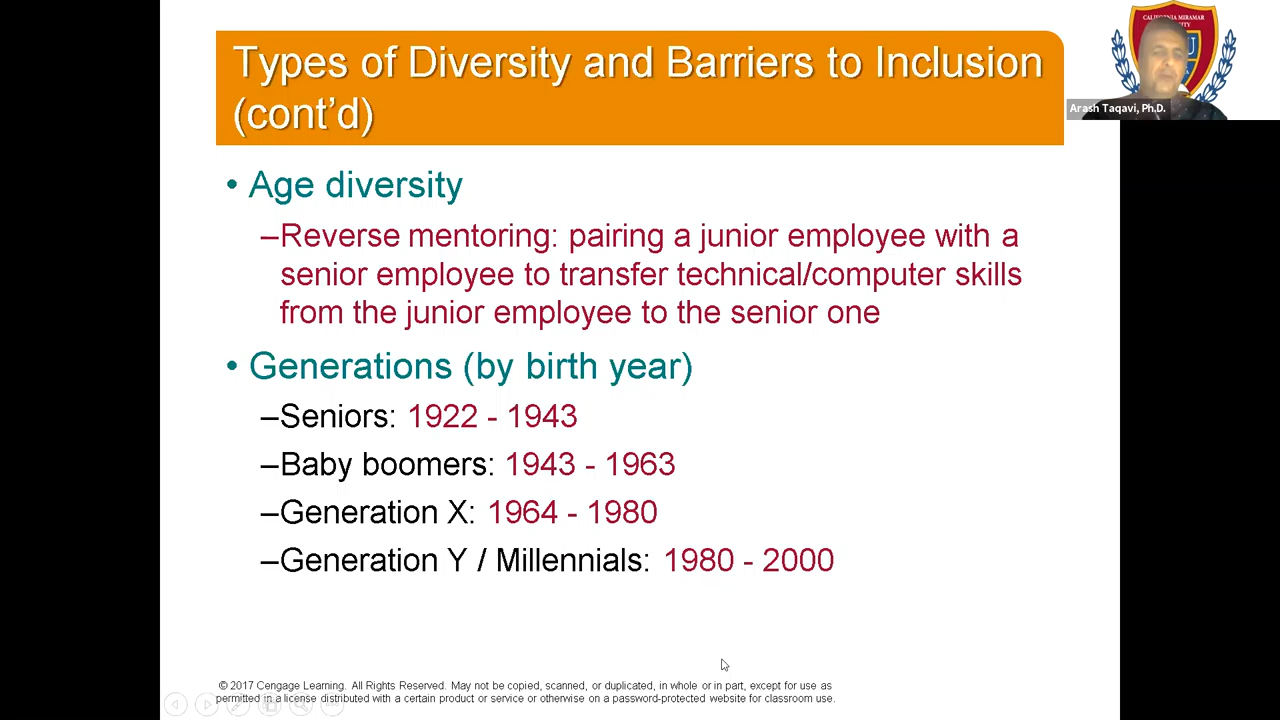 Types of Diversity and Barriers to Inclusion
(cont'd)
CALIFORNIA MIRAMAR
Arash Taqavi, Ph.D.
• Age diversity
–Reverse mentoring: pairing a junior employee with a
senior employee to transfer technical/computer skills
from the junior employee to the senior one
• Generations (by birth year)
–Seniors: 1922 - 1943
–Baby boomers: 1943 - 1963
–Generation X: 1964 - 1980
–Generation Y / Millennials: 1980 - 2000
© 2017 Cengage Learning. All Rights Reserved. May not be copied, scanned, or duplicated, in whole or in part, except for use as
permitted in a license distributed with a certain product or service or otherwise on a password-protected website for classroom use.